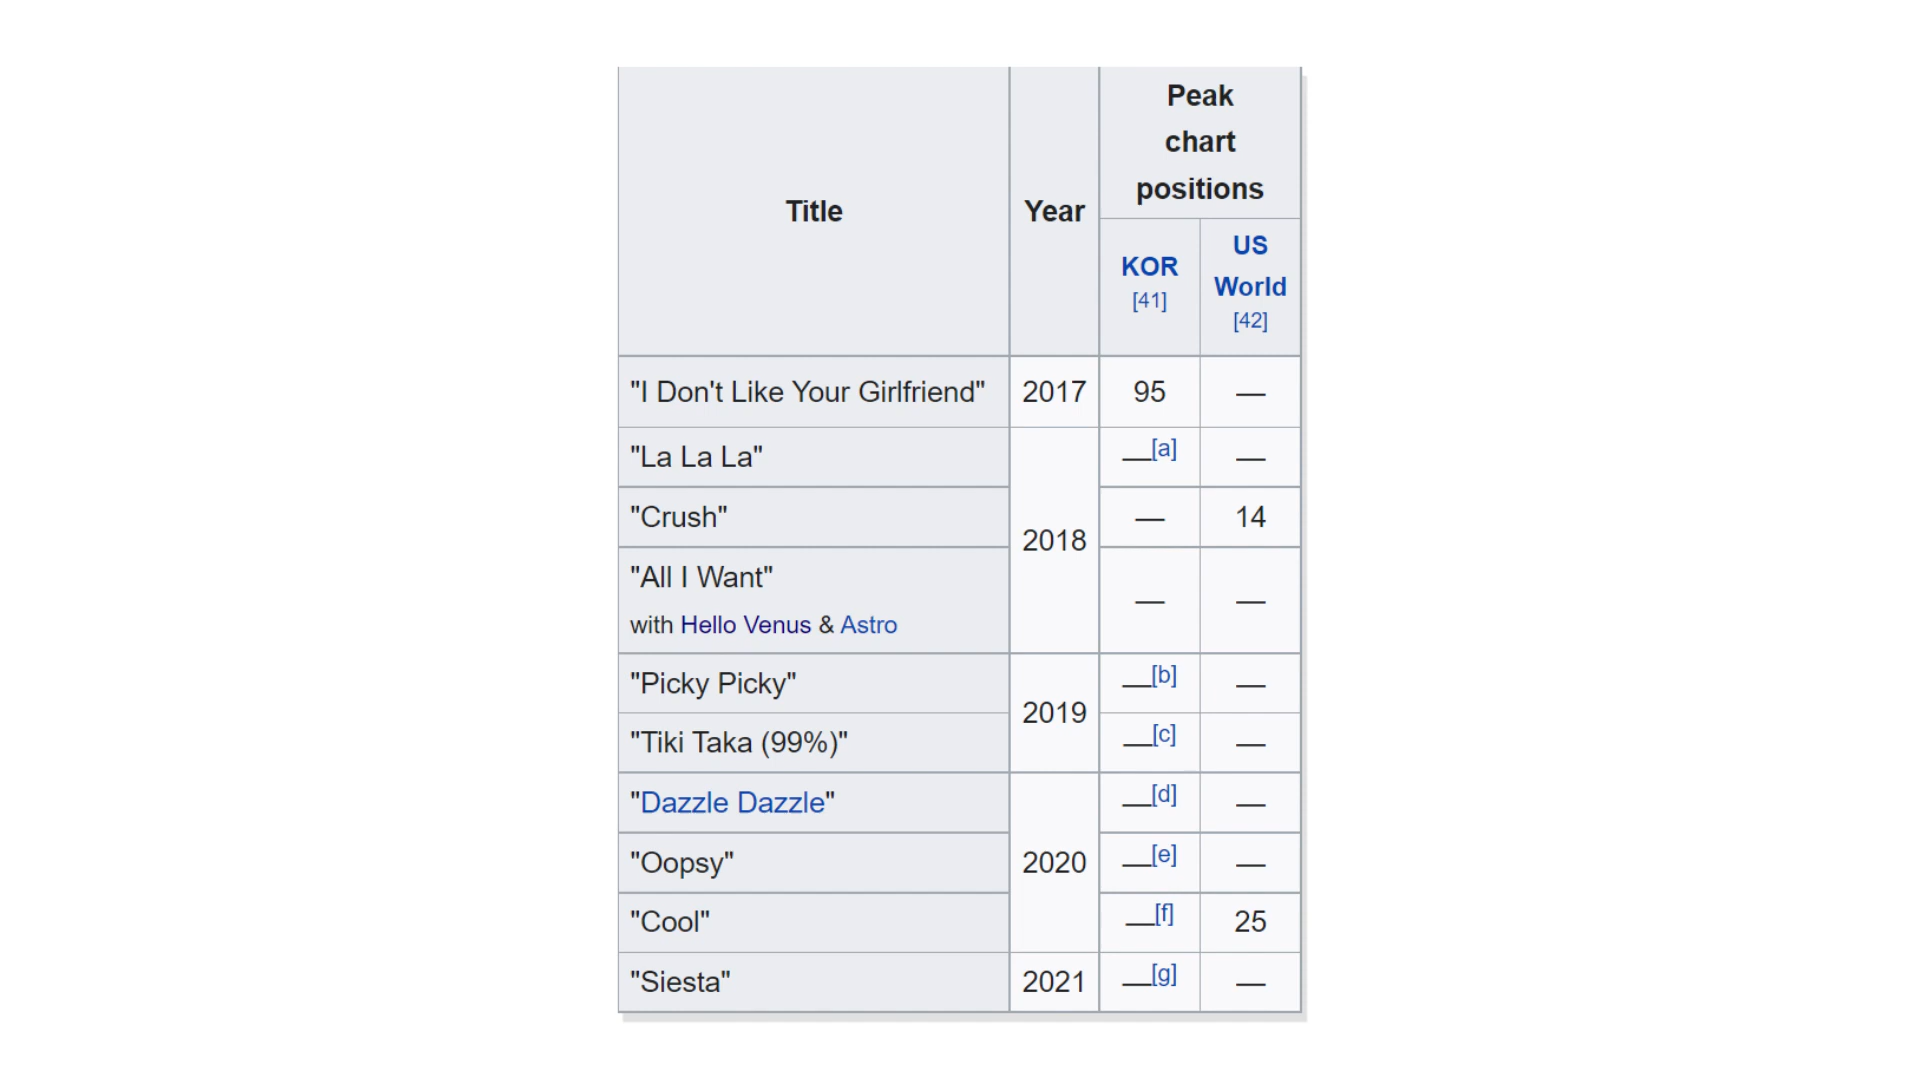 Title Year Peak
chart
positions
KOR
[41]
US
World
[42]
"I Don't Like Your Girlfriend" 2017 95 —
"La La La" 2018 —[a] —
"Crush" — 14
"All I Want"
with Hello Venus & Astro — —
"Picky Picky" 2019 —[b] —
"Tiki Taka (99%)" —[c] —
"Dazzle Dazzle" 2020 —[d] —
"Oopsy" —[e] —
"Cool" —[f] 25
"Siesta" 2021 —[g] —